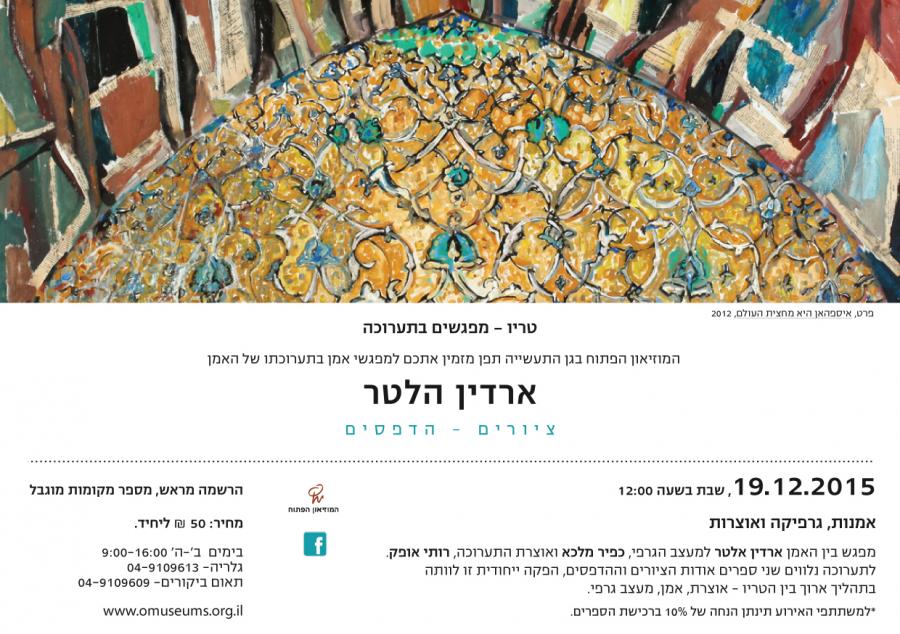 פרט, איספהאן היא מחצית העולם, 2012
טריו – מפגשים בתערוכה
המוזיאון הפתוח בגן התעשייה תפן מזמין אתכם למפגשי אמן בתערוכתו של האמן
ארדין הלטר
ציורים - הדפסים
19.12.2015, שבת בשעה 12:00
אמנות, גרפיקה ואוצרות
מפגש בין האמן ארדין אלטר למעצב הגרפי, כפיר מלכא ואוצרת התערוכה, רותי אופק.
לתערוכה נלווים שני ספרים אודות הציורים וההדפסים, הפקה ייחודית זו לוותה
בתהליך ארוך בין הטריו - אוצרת, אמן, מעצב גרפי.
*למשתתפי האירוע תינתן הנחה של 10% ברכישת הספרים.
המוזיאון הפתוח
f
הרשמה מראש, מספר מקומות מוגבל
מחיר: 50 ₪ ליחיד.
בימים ב'-ה' 9:00-16:00
גלריה- 04-9109613
תאום ביקורים- 04-9109609
www.omuseums.org.il